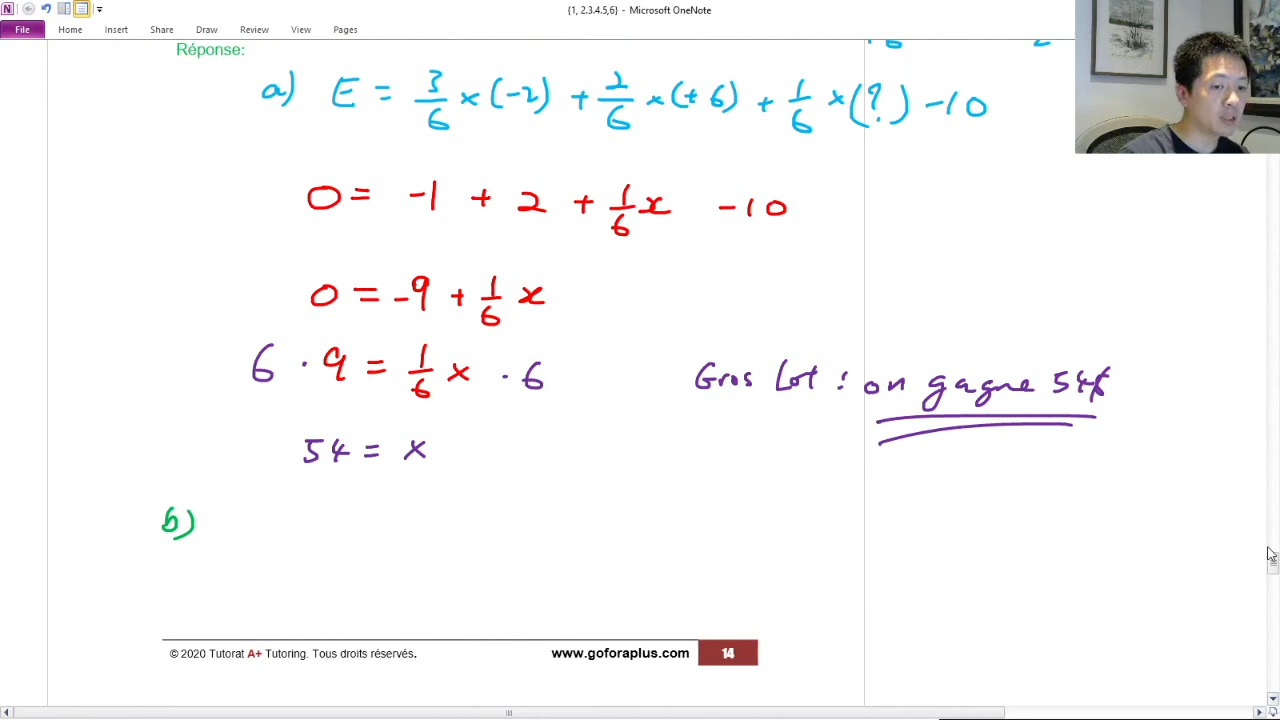 {1, 2.3.4.5,6} - Microsoft OneNote
File Home Insert Share Draw Review View Pages
Réponse:
a) E = 3/6 × (-2) + 2/6 × (+6) + 1/6 × (?) - 10
0 = -1 + 2 + 1/6 x - 10
0 = -9 + 1/6 x
6 · 9 = 1/6 x · 6
Gros Lot : on gagne 54$
54 = x
b)
© 2020 Tutorat A+ Tutoring. Tous droits réservés.
www.goforaplus.com
14